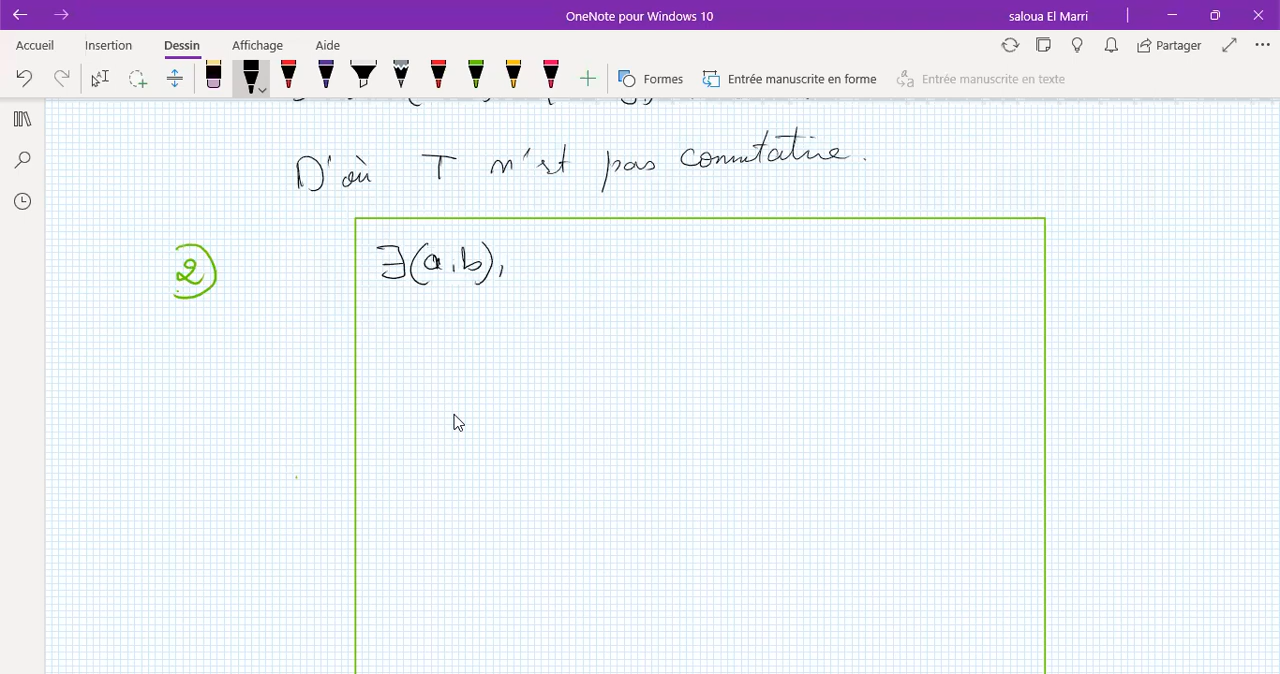 OneNote pour Windows 10
saloua El Marri
Accueil Insertion Dessin Affichage Aide
Partager
Formes Entrée manuscrite en forme Entrée manuscrite en texte
D'où T n'est pas commutative.
2 ∃(a,b),